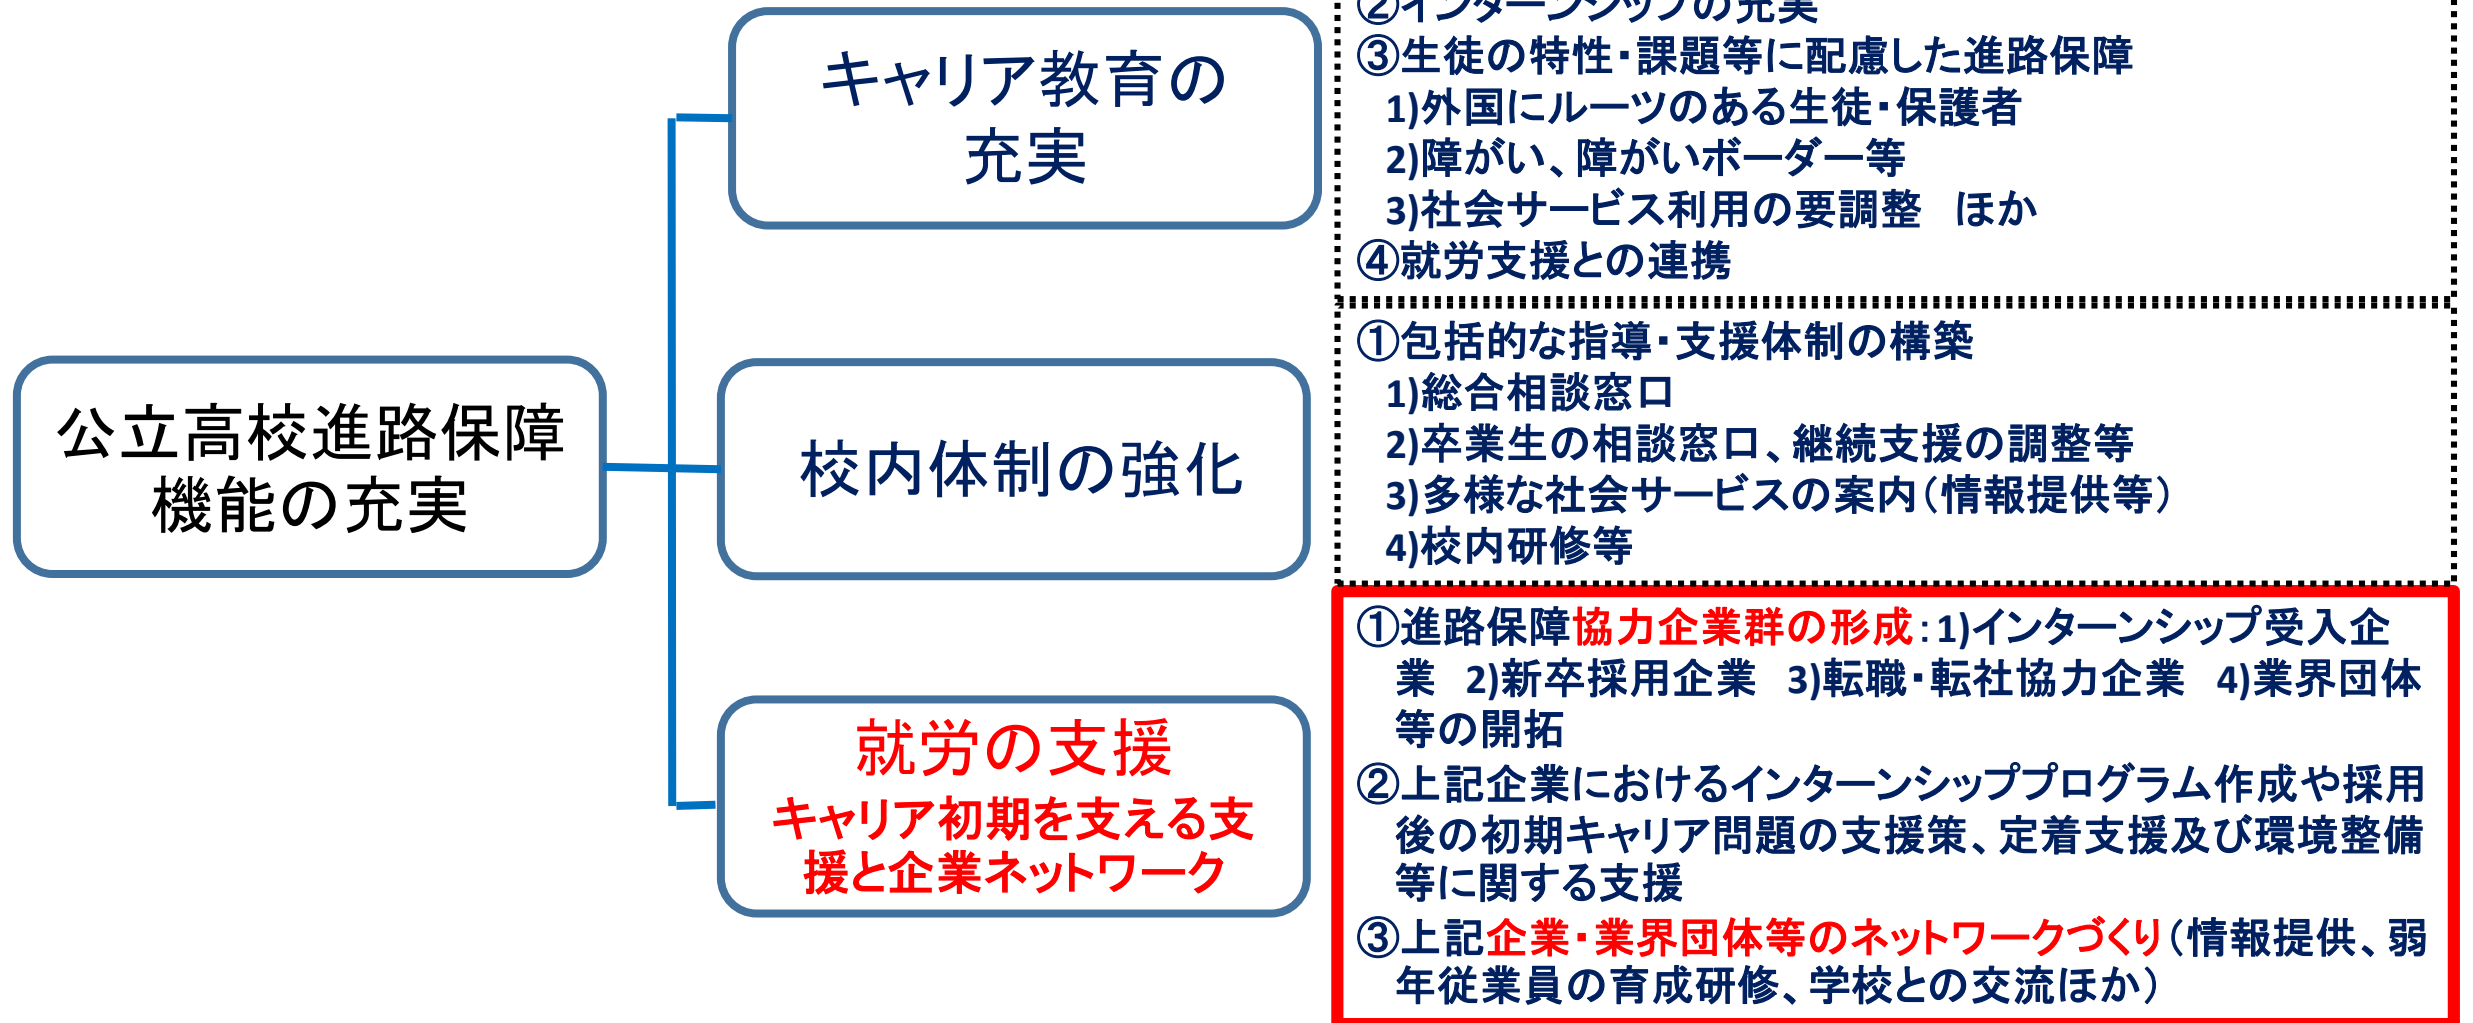 公立高校進路保障
機能の充実
キャリア教育の
充実
②インターンシップの充実
③生徒の特性・課題等に配慮した進路保障
1)外国にルーツのある生徒・保護者
2)障がい、障がいボーダー等
3)社会サービス利用の要調整　ほか
④就労支援との連携
校内体制の強化
①包括的な指導・支援体制の構築
1)総合相談窓口
2)卒業生の相談窓口、継続支援の調整等
3)多様な社会サービスの案内（情報提供等）
4)校内研修等
就労の支援
キャリア初期を支える支
援と企業ネットワーク
①進路保障協力企業群の形成：1)インターンシップ受入企
業　2)新卒採用企業　3)転職・転社協力企業　4)業界団体
等の開拓
②上記企業におけるインターンシッププログラム作成や採用
後の初期キャリア問題の支援策、定着支援及び環境整備
等に関する支援
③上記企業・業界団体等のネットワークづくり（情報提供、弱
年従業員の育成研修、学校との交流ほか）